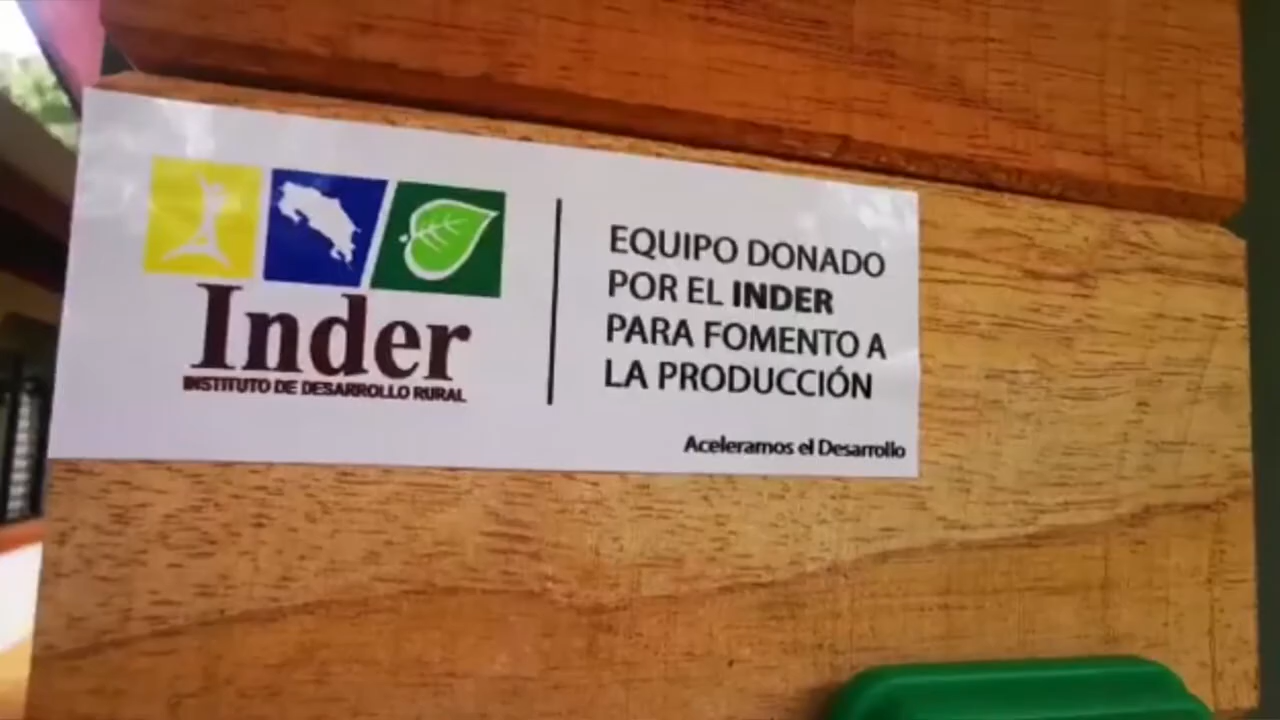 Inder
INSTITUTO DE DESARROLLO RURAL
EQUIPO DONADO
POR EL INDER
PARA FOMENTO A
LA PRODUCCIÓN
Aceleramos el Desarrollo